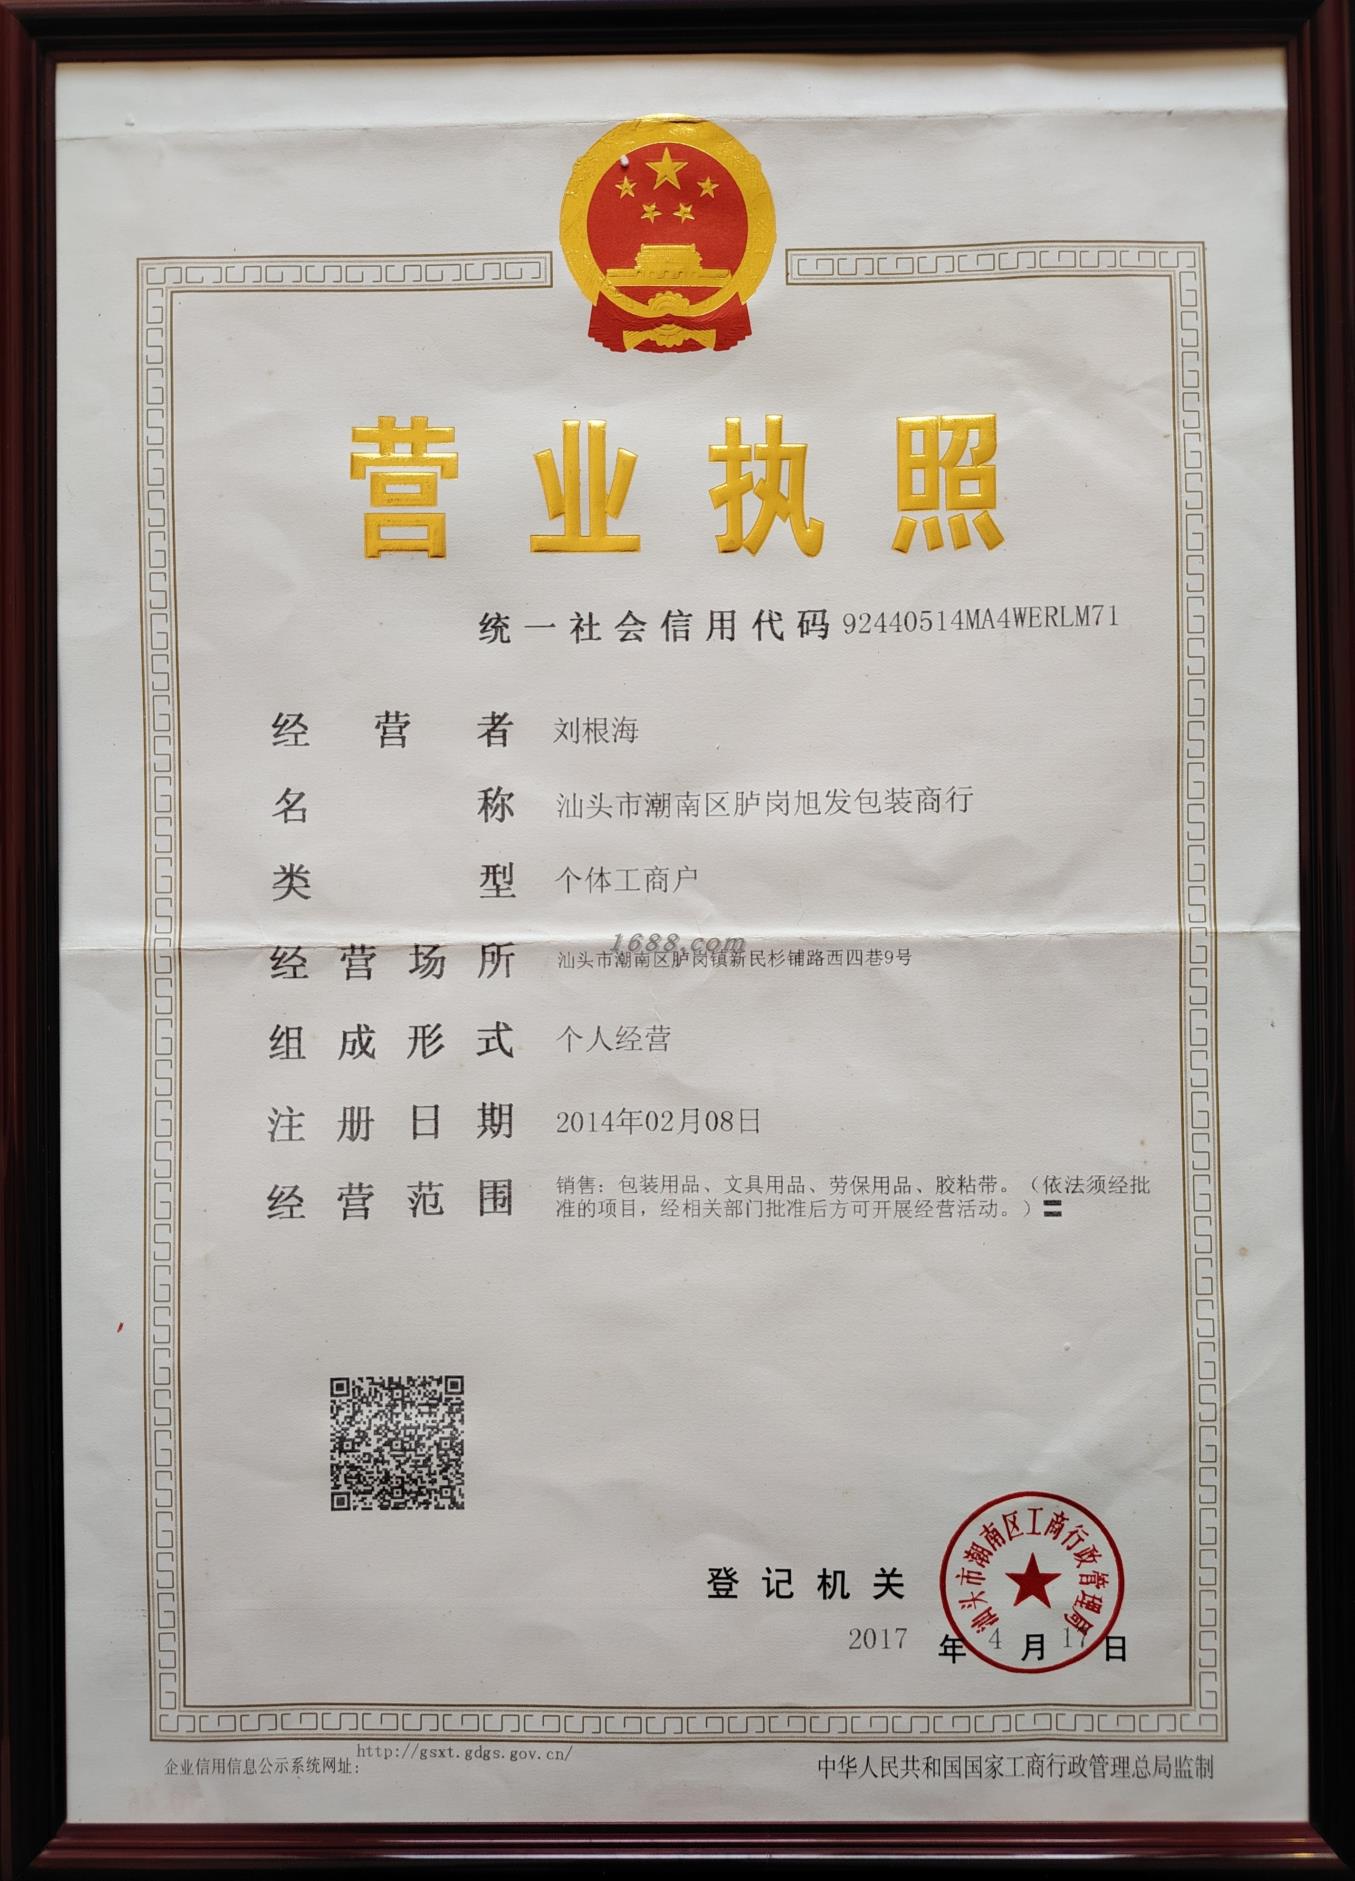 营业执照
统一社会信用代码 92440514MA4WERLM71
经营者 刘根海
名称 汕头市潮南区胪岗旭发包装商行
类型 个体工商户
1688.com
经营场所 汕头市潮南区胪岗镇新民杉铺路西四巷9号
组成形式 个人经营
注册日期 2014年02月08日
经营范围 销售：包装用品、文具用品、劳保用品、胶粘带。（依法须经批
准的项目，经相关部门批准后方可开展经营活动。）
汕头市潮南区工商行政管理局
登记机关
2017 年 4 月 17 日
企业信用信息公示系统网址： http://gsxt.gdgs.gov.cn/
中华人民共和国国家工商行政管理总局监制